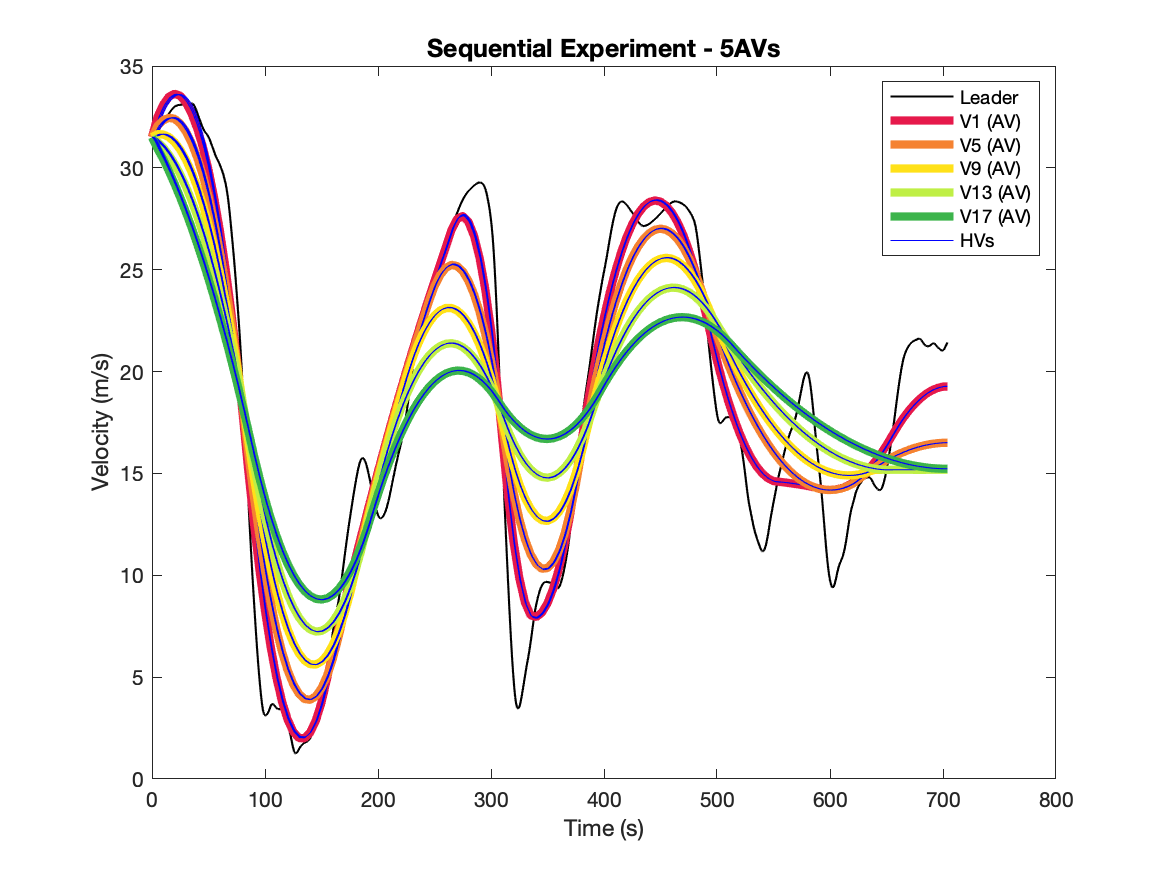 Sequential Experiment - 5AVs
35
30
25
20
15
10
5
0
Velocity (m/s)
Leader
V1 (AV)
V5 (AV)
V9 (AV)
V13 (AV)
V17 (AV)
HVs
0 100 200 300 400 500 600 700 800
Time (s)